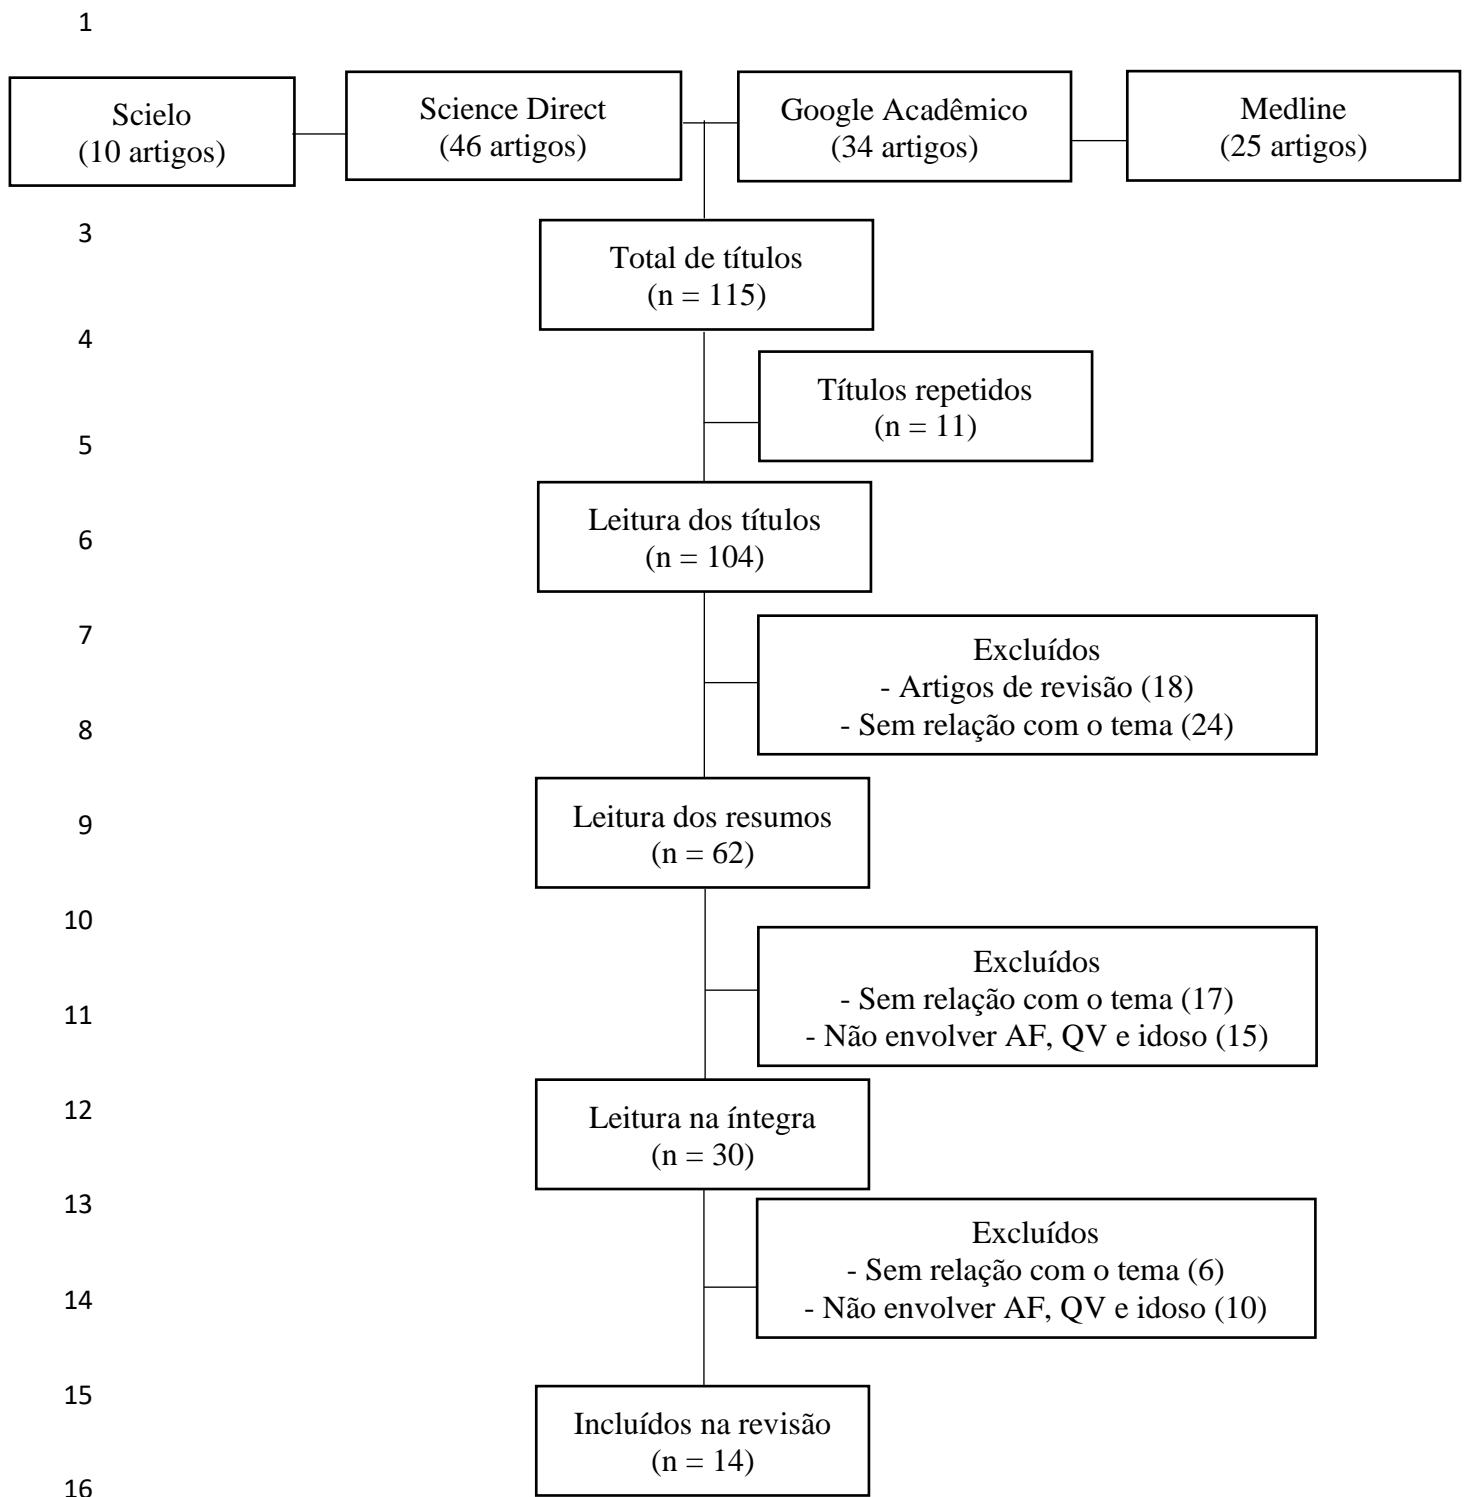 1
Scielo
(10 artigos)
Science Direct
(46 artigos)
Google Acadêmico
(34 artigos)
Medline
(25 artigos)
3
Total de títulos
(n = 115)
4
Títulos repetidos
(n = 11)
5
Leitura dos títulos
(n = 104)
6
7
Excluídos
- Artigos de revisão (18)
- Sem relação com o tema (24)
8
Leitura dos resumos
(n = 62)
9
10
Excluídos
- Sem relação com o tema (17)
- Não envolver AF, QV e idoso (15)
11
Leitura na íntegra
(n = 30)
12
13
Excluídos
- Sem relação com o tema (6)
- Não envolver AF, QV e idoso (10)
14
15
Incluídos na revisão
(n = 14)
16